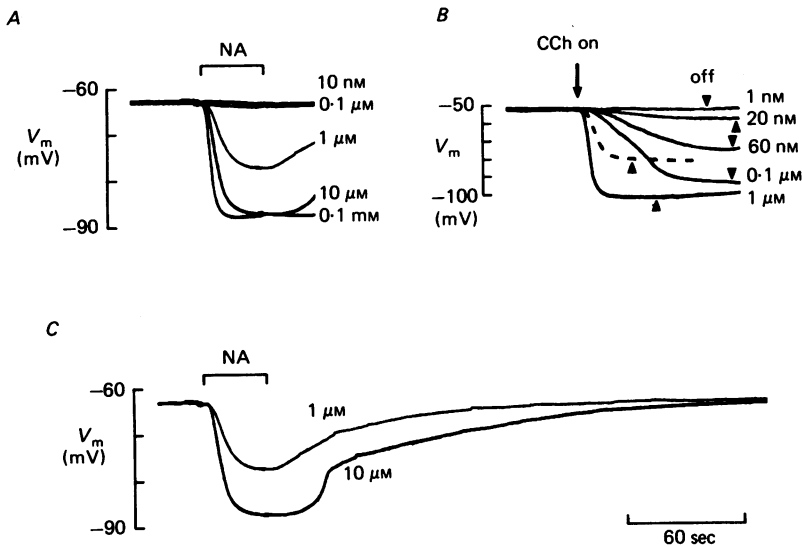 A
NA
−60
Vm
(mV)
−90
10 nM
0·1 μM
1 μM
10 μM
0·1 mM
B
CCh on
off
−50
Vm
−100
(mV)
1 nM
20 nM
60 nM
0·1 μM
1 μM
C
NA
−60
Vm
(mV)
−90
1 μM
10 μM
60 sec